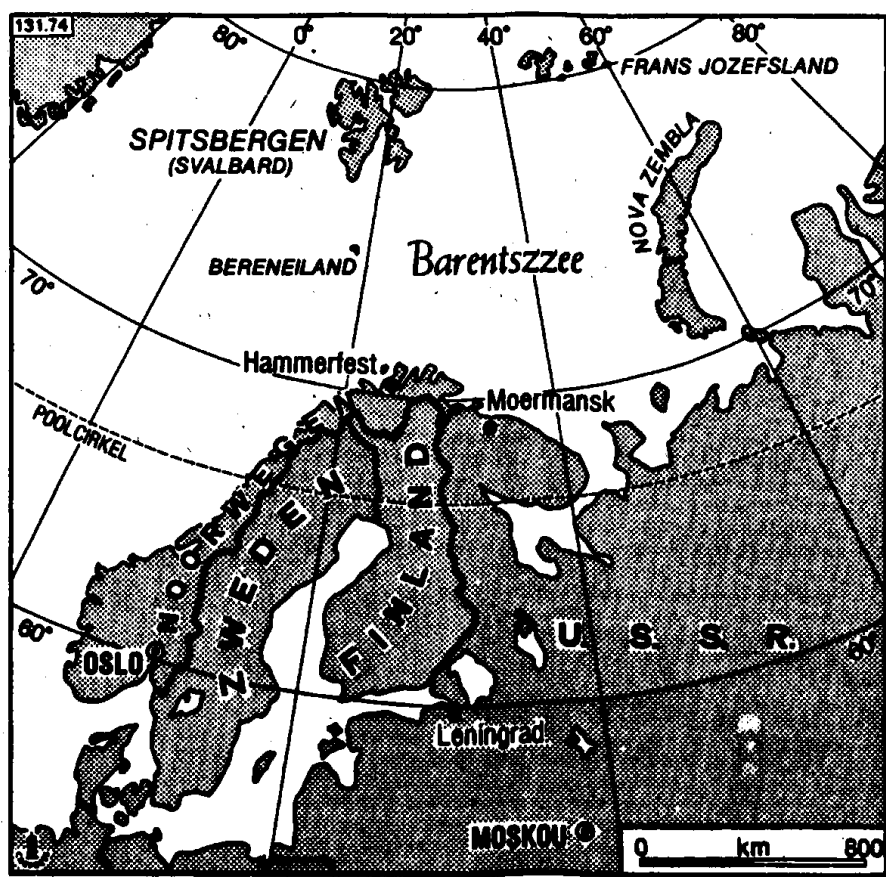 131.74
80° 0° 20° 40° 60° 80°
FRANS JOZEFSLAND
SPITSBERGEN
(SVALBARD)
NOVA ZEMBLA
BERENEILAND
Barentszzee
70°
70°
Hammerfest
Moermansk
POOLCIRKEL
NOORWEGEN
ZWEDEN
FINLAND
U. S. S. R.
60°
60°
OSLO
Leningrad
MOSKOU
0 km 800